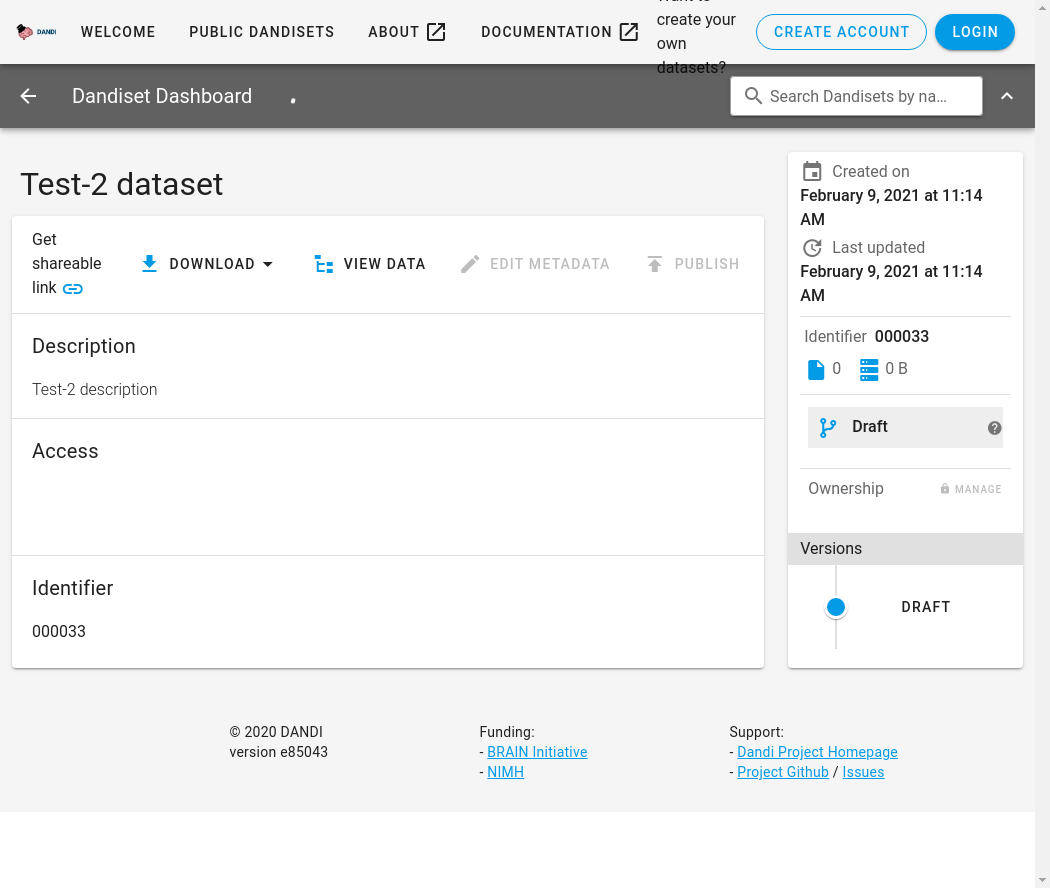 DANDI
WELCOME
PUBLIC DANDISETS
ABOUT
DOCUMENTATION
create your
own
datasets?
CREATE ACCOUNT
LOGIN
Dandiset Dashboard
Search Dandisets by na...
Test-2 dataset
Get
shareable
link
DOWNLOAD
VIEW DATA
EDIT METADATA
PUBLISH
Description
Test-2 description
Access
Identifier
000033
Created on
February 9, 2021 at 11:14
AM
Last updated
February 9, 2021 at 11:14
AM
Identifier 000033
0
0 B
Draft
Ownership
MANAGE
Versions
DRAFT
© 2020 DANDI
version e85043
Funding:
- BRAIN Initiative
- NIMH
Support:
- Dandi Project Homepage
- Project Github / Issues